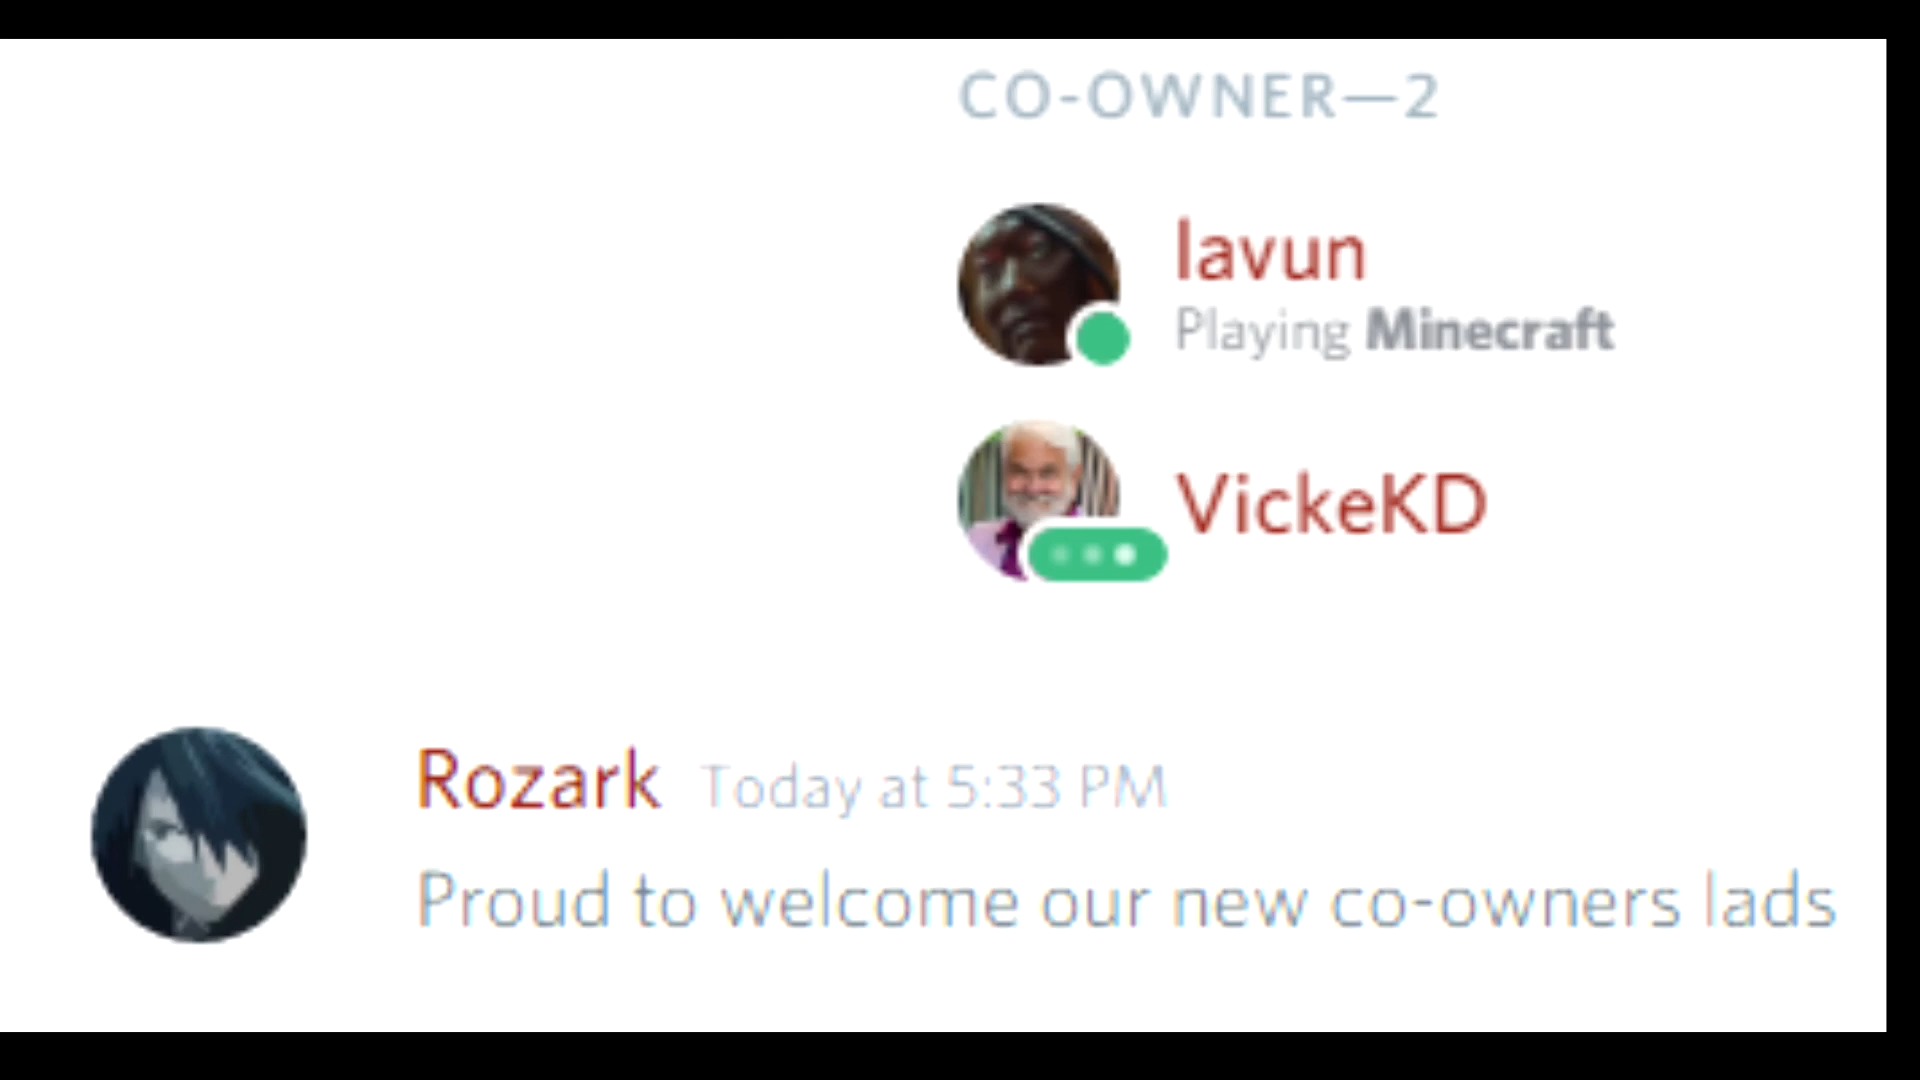 CO-OWNER—2
lavun
Playing Minecraft
VickeKD
Rozark Today at 5:33 PM
Proud to welcome our new co-owners lads